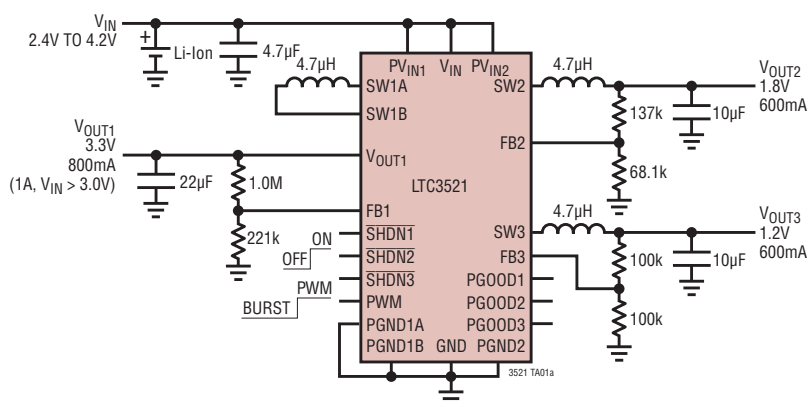 VIN
2.4V TO 4.2V
+
Li-Ion
4.7µF
4.7µH
PVIN1
VIN
PVIN2
SW1A
SW1B
SW2
4.7µH
VOUT2
1.8V
600mA
137k
10µF
FB2
68.1k
VOUT1
3.3V
800mA
(1A, VIN > 3.0V)
22µF
1.0M
221k
VOUT1
LTC3521
FB1
4.7µH
SW3
VOUT3
1.2V
600mA
FB3
100k
10µF
100k
ON
OFF
SHDN1
SHDN2
SHDN3
PWM
BURST
PWM
PGOOD1
PGOOD2
PGOOD3
PGND1A
PGND1B
GND
PGND2
3521 TA01a